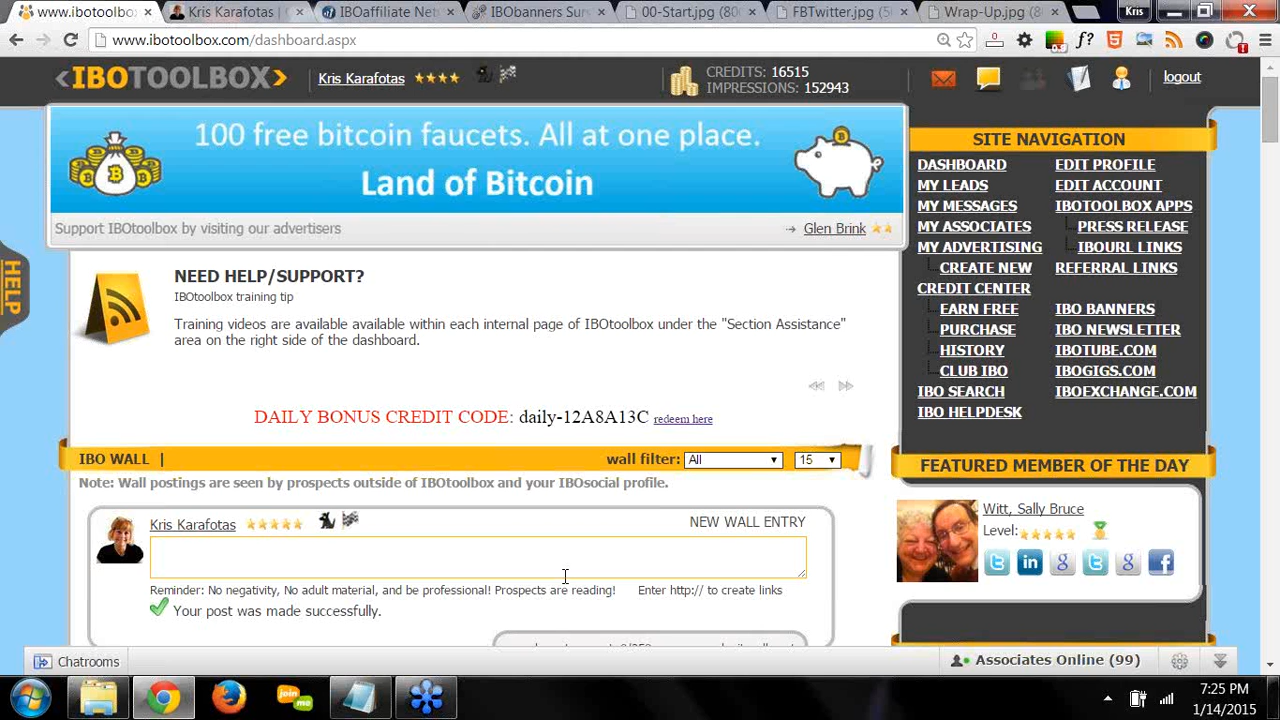 www.ibotoolbox.com/da
Kris Karafotas |
IBOaffiliate Net
IBObanners Sur
00-Start.jpg (80
FBTwitter.jpg (5
Wrap-Up.jpg (8
Kris
www.ibotoolbox.com/dashboard.aspx
<IBOTOOLBOX>
Kris Karafotas
CREDITS: 16515
IMPRESSIONS: 152943
logout
100 free bitcoin faucets. All at one place.
Land of Bitcoin
Support IBOtoolbox by visiting our advertisers
Glen Brink
HELP
NEED HELP/SUPPORT?
IBOtoolbox training tip
Training videos are available available within each internal page of IBOtoolbox under the "Section Assistance"
area on the right side of the dashboard.
DAILY BONUS CREDIT CODE: daily-12A8A13C redeem here
IBO WALL |
wall filter: All 15
Note: Wall postings are seen by prospects outside of IBOtoolbox and your IBOsocial profile.
Kris Karafotas
NEW WALL ENTRY
Reminder: No negativity, No adult material, and be professional! Prospects are reading! Enter http:// to create links
Your post was made successfully.
SITE NAVIGATION
DASHBOARD
MY LEADS
MY MESSAGES
MY ASSOCIATES
MY ADVERTISING
CREATE NEW
CREDIT CENTER
EARN FREE
PURCHASE
HISTORY
CLUB IBO
IBO SEARCH
IBO HELPDESK
EDIT PROFILE
EDIT ACCOUNT
IBOTOOLBOX APPS
PRESS RELEASE
IBOURL LINKS
REFERRAL LINKS
IBO BANNERS
IBO NEWSLETTER
IBOTUBE.COM
IBOGIGS.COM
IBOEXCHANGE.COM
FEATURED MEMBER OF THE DAY
Witt, Sally Bruce
Level:
Chatrooms
Associates Online (99)
join
me
7:25 PM
1/14/2015